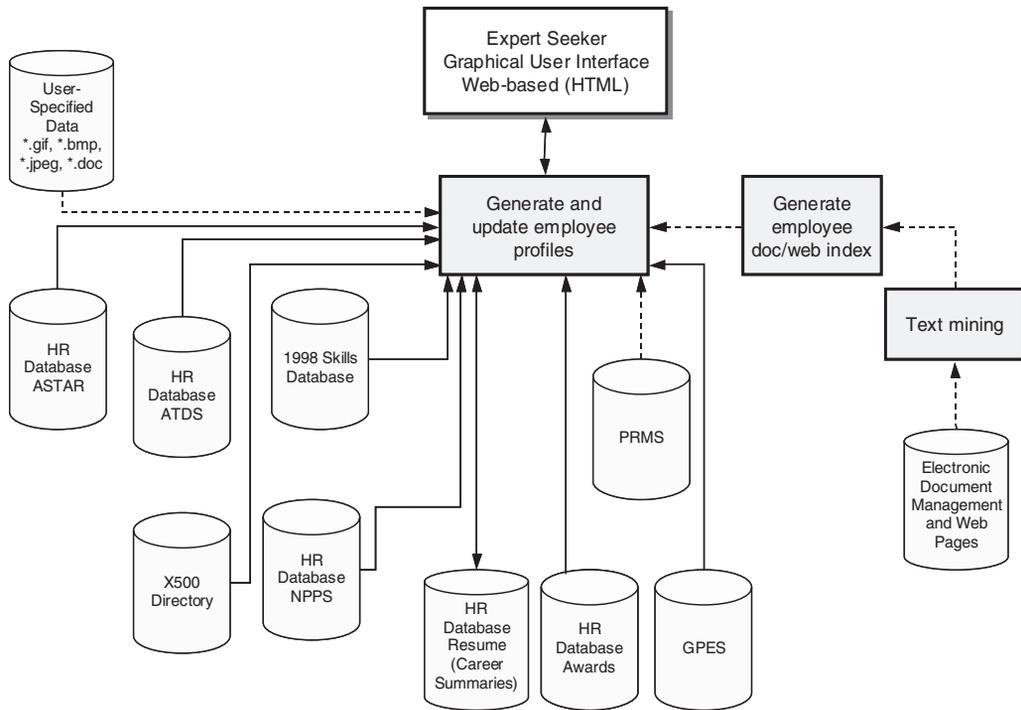 Expert Seeker
Graphical User Interface
Web-based (HTML)
User-
Specified
Data
*.gif, *.bmp,
*.jpeg, *.doc
Generate and
update employee
profiles
Generate
employee
doc/web index
Text mining
HR
Database
ASTAR
HR
Database
ATDS
1998 Skills
Database
PRMS
Electronic
Document
Management
and Web
Pages
X500
Directory
HR
Database
NPPS
HR
Database
Resume
(Career
Summaries)
HR
Database
Awards
GPES